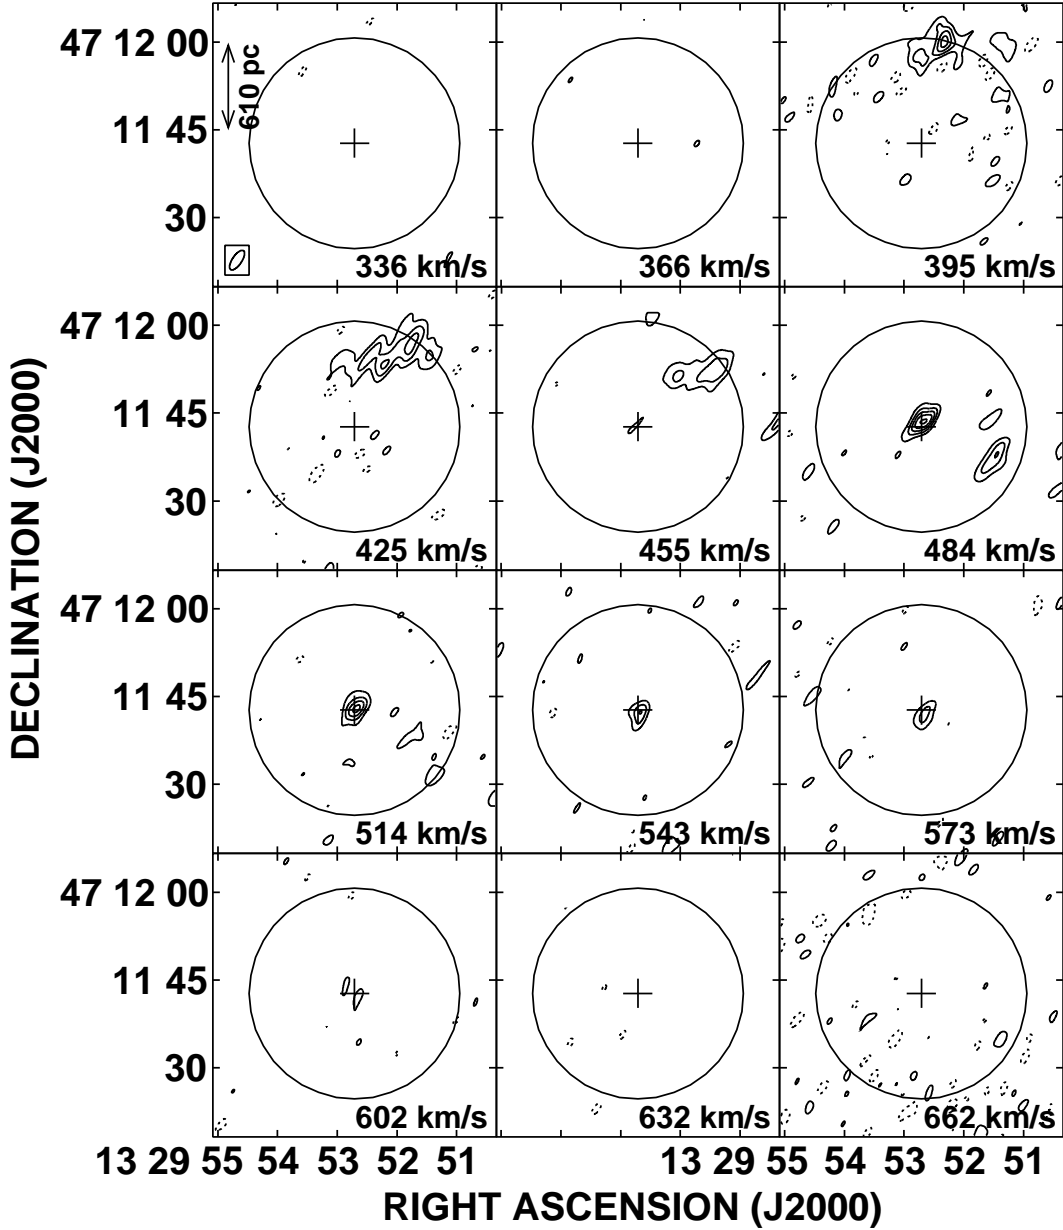 DECLINATION (J2000)
47 12 00
11 45
30
610 pc
336 km/s
366 km/s
395 km/s
47 12 00
11 45
30
425 km/s
455 km/s
484 km/s
47 12 00
11 45
30
514 km/s
543 km/s
573 km/s
47 12 00
11 45
30
602 km/s
632 km/s
662 km/s
13 29 55 54 53 52 51
13 29 55 54 53 52 51
RIGHT ASCENSION (J2000)